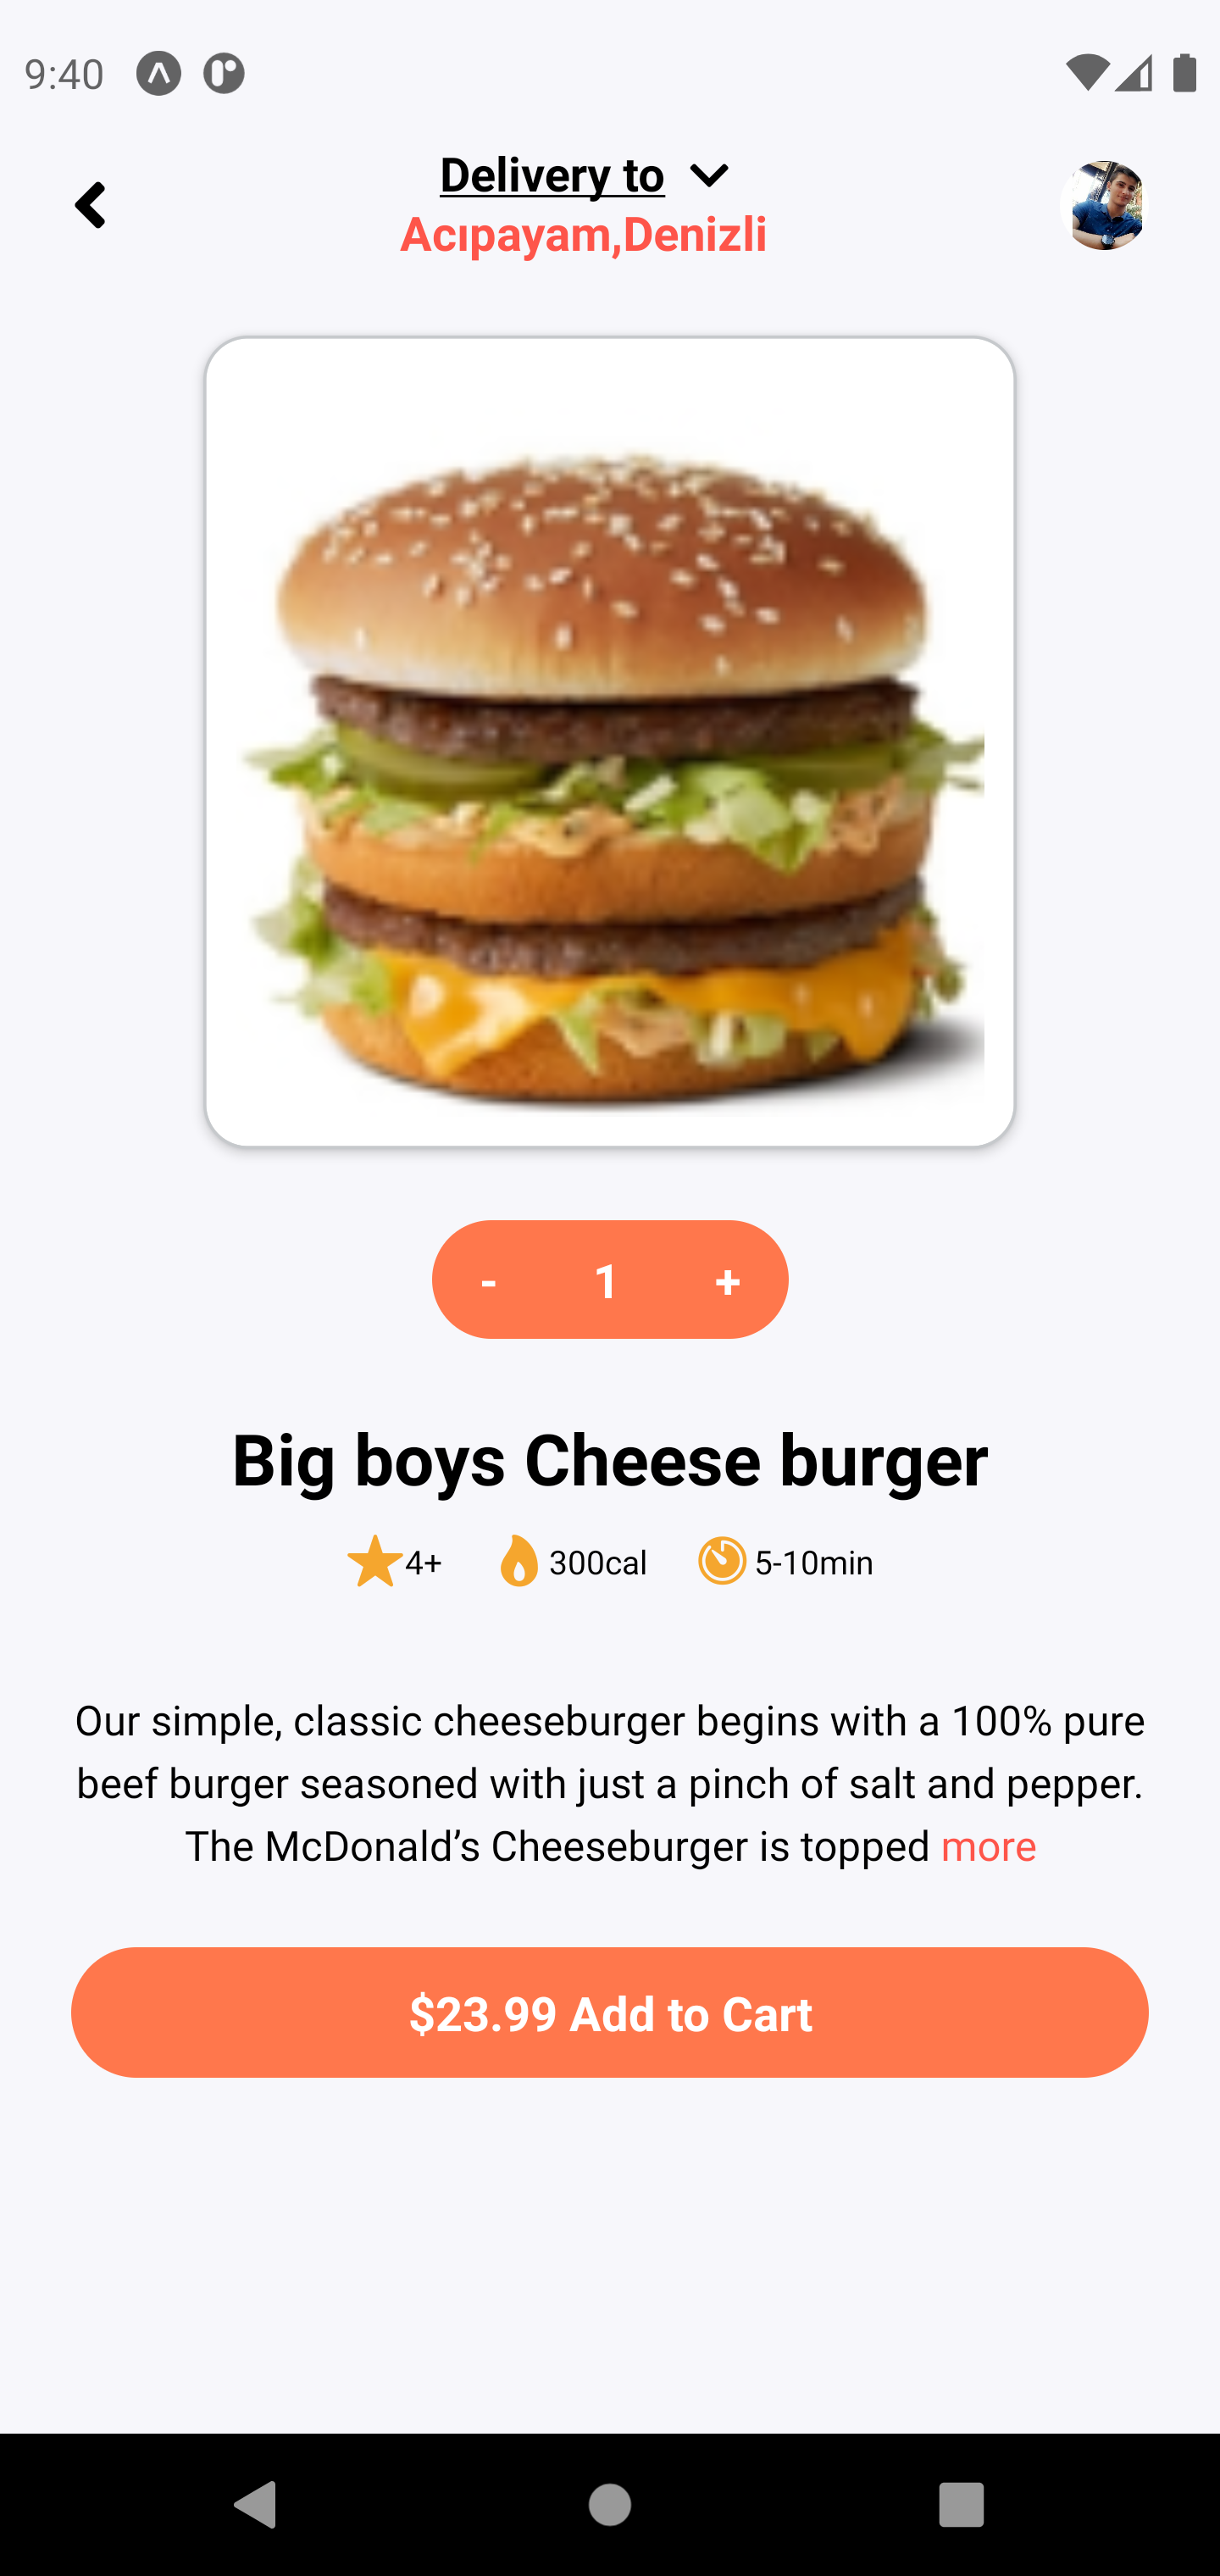 9:40
Delivery to
Acıpayam,Denizli
- 1 +
Big boys Cheese burger
4+ 300cal 5-10min
Our simple, classic cheeseburger begins with a 100% pure
beef burger seasoned with just a pinch of salt and pepper.
The McDonald’s Cheeseburger is topped more
$23.99 Add to Cart